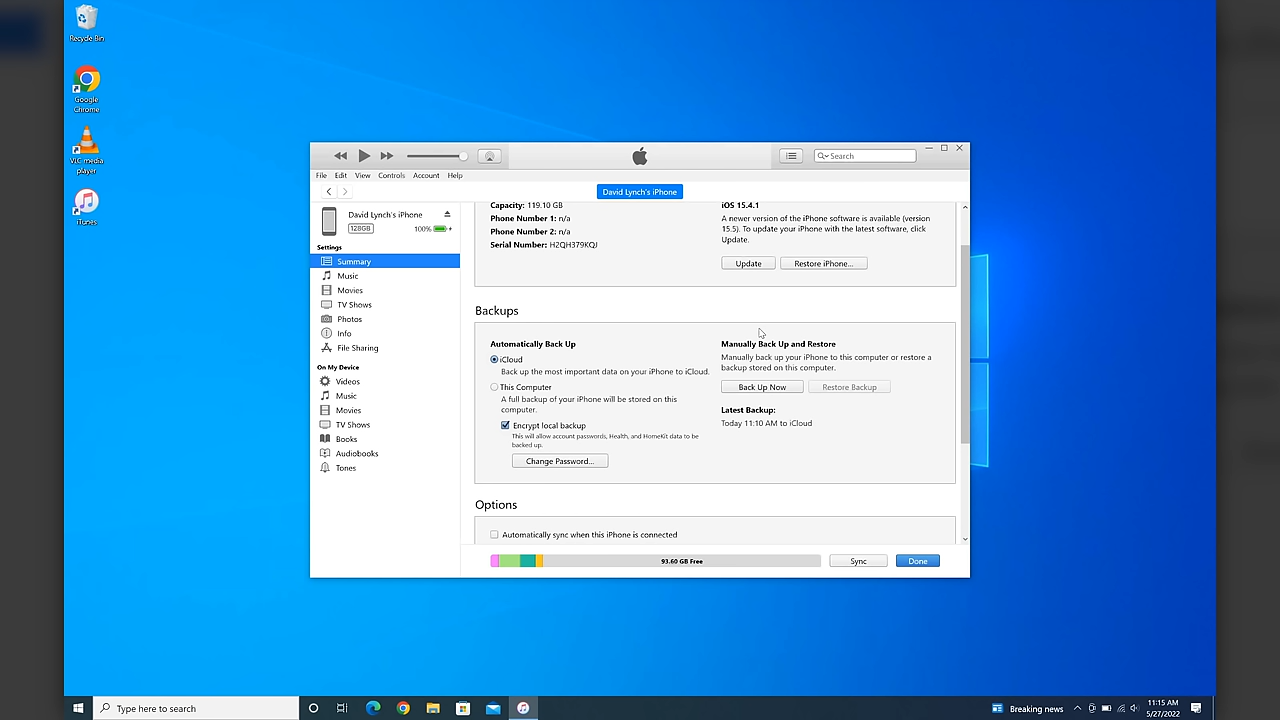 Recycle Bin
Google
Chrome
VLC media
player
iTunes
Search
File Edit View Controls Account Help
David Lynch's iPhone
David Lynch's iPhone
128GB 100%
Settings
Summary
Music
Movies
TV Shows
Photos
Info
File Sharing
On My Device
Videos
Music
Movies
TV Shows
Books
Audiobooks
Tones
Capacity: 119.10 GB
Phone Number 1: n/a
Phone Number 2: n/a
Serial Number: H2QH379KQJ
iOS 15.4.1
A newer version of the iPhone software is available (version
15.5). To update your iPhone with the latest software, click
Update.
Update Restore iPhone...
Backups
Automatically Back Up
iCloud
Back up the most important data on your iPhone to iCloud.
This Computer
A full backup of your iPhone will be stored on this
computer.
Encrypt local backup
This will allow account passwords, Health, and HomeKit data to be
backed up.
Change Password...
Manually Back Up and Restore
Manually back up your iPhone to this computer or restore a
backup stored on this computer.
Back Up Now Restore Backup
Latest Backup:
Today 11:10 AM to iCloud
Options
Automatically sync when this iPhone is connected
93.60 GB Free Sync Done
Type here to search
Breaking news
11:15 AM
5/27/2022